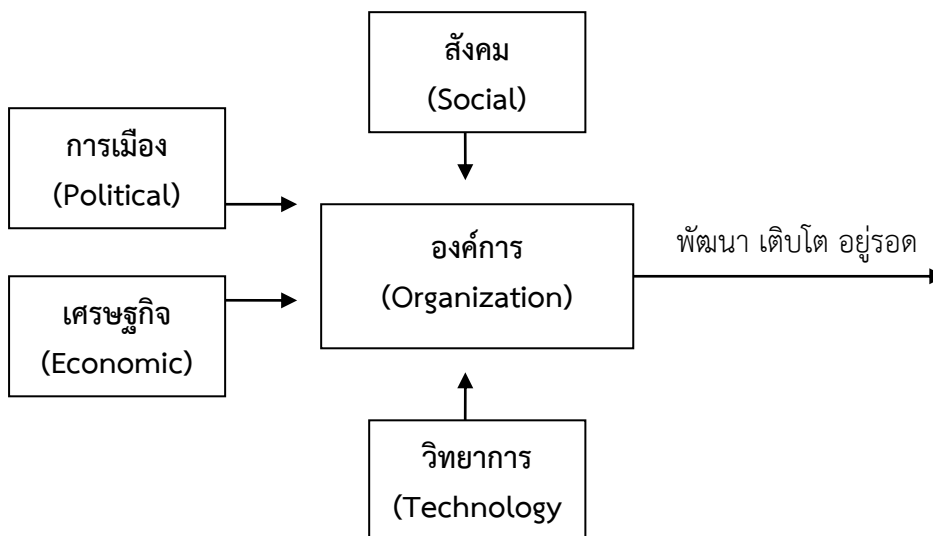 สังคม
(Social)
การเมือง
(Political)
องค์การ
(Organization)
พัฒนา เติบโต อยู่รอด
เศรษฐกิจ
(Economic)
วิทยาการ
(Technology